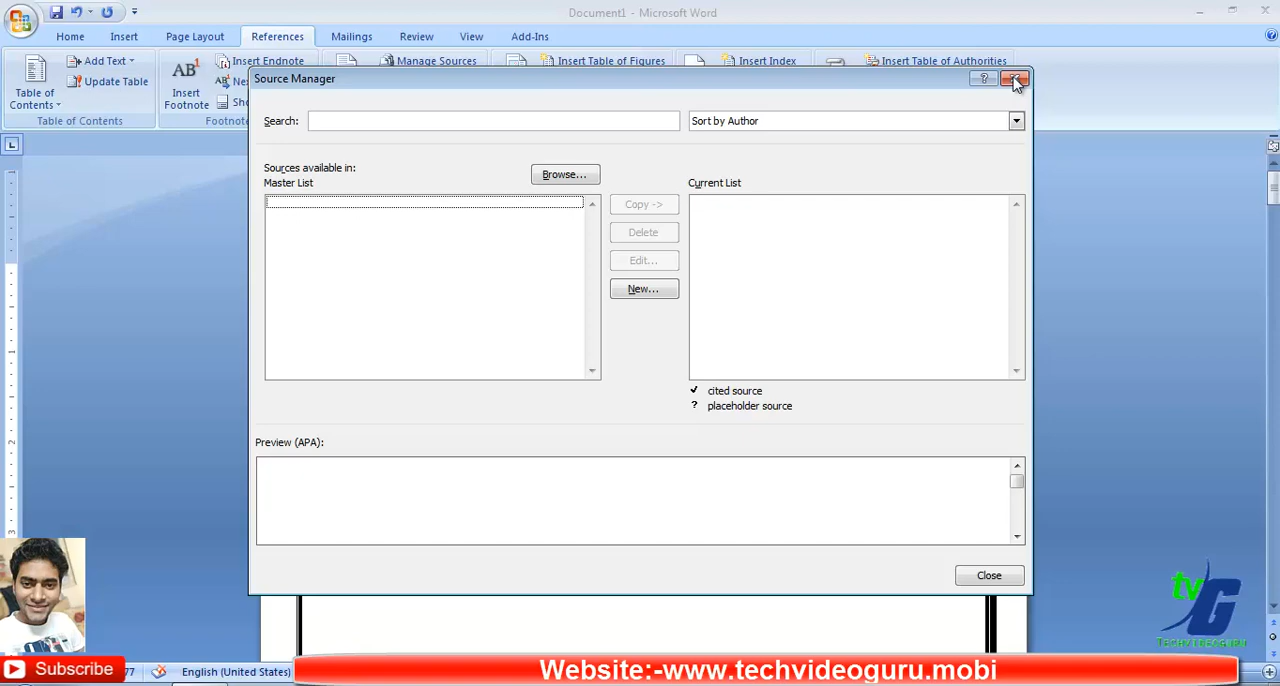 Document1 - Microsoft Word
Home Insert Page Layout References Mailings Review View Add-Ins
Add Text Insert Endnote Manage Sources Insert Table of Figures Insert Index Insert Table of Authorities
Table of Contents
Update Table
AB1
Insert Footnote
Table of Contents
Source Manager
Search:
Sort by Author
Sources available in:
Master List
Browse...
Current List
Copy ->
Delete
Edit...
New...
cited source
? placeholder source
Preview (APA):
Close
tvG
TECHVIDEOGURU
Subscribe
English (United States)
Website:-www.techvideoguru.mobi